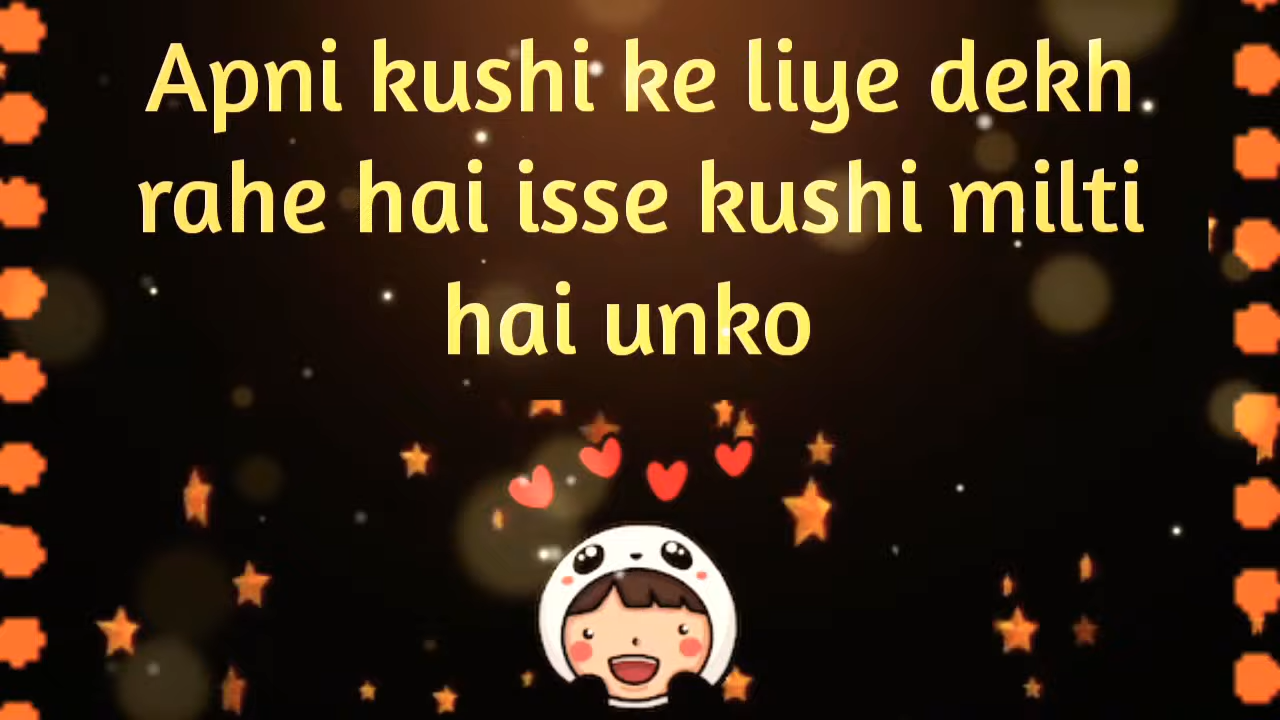 Apni kushi ke liye dekh
rahe hai isse kushi milti
hai unko